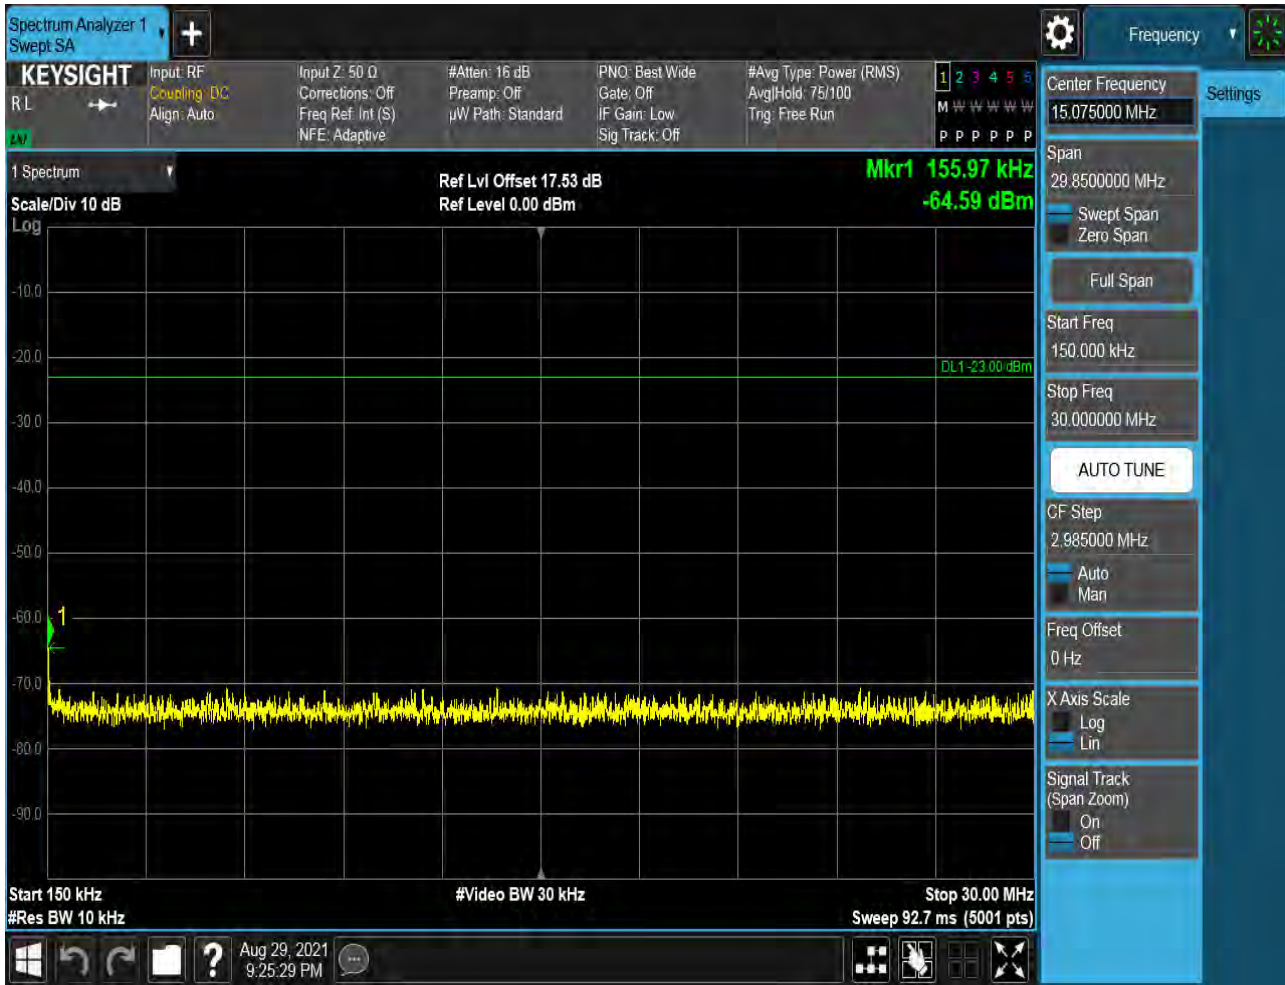 Spectrum Analyzer 1
Swept SA
Frequency
KEYSIGHT
R L
LNI
Input: RF
Coupling: DC
Align: Auto
Input Z: 50 Ω
Corrections: Off
Freq Ref: Int (S)
NFE: Adaptive
#Atten: 16 dB
Preamp: Off
µW Path: Standard
PNO: Best Wide
Gate: Off
IF Gain: Low
Sig Track: Off
#Avg Type: Power (RMS)
Avg|Hold: 75/100
Trig: Free Run
1 2 3 4 5 6
M W W W W W
P P P P P P
1 Spectrum
Scale/Div 10 dB
Log
Ref Lvl Offset 17.53 dB
Ref Level 0.00 dBm
Mkr1 155.97 kHz
-64.59 dBm
-10.0
-20.0
DL1 -23.00 dBm
-30.0
-40.0
-50.0
-60.0
1
-70.0
-80.0
-90.0
Start 150 kHz
#Res BW 10 kHz
#Video BW 30 kHz
Stop 30.00 MHz
Sweep 92.7 ms (5001 pts)
Aug 29, 2021
9:25:29 PM
Center Frequency
15.075000 MHz
Settings
Span
29.8500000 MHz
Swept Span
Zero Span
Full Span
Start Freq
150.000 kHz
Stop Freq
30.000000 MHz
AUTO TUNE
CF Step
2.985000 MHz
Auto
Man
Freq Offset
0 Hz
X Axis Scale
Log
Lin
Signal Track
(Span Zoom)
On
Off